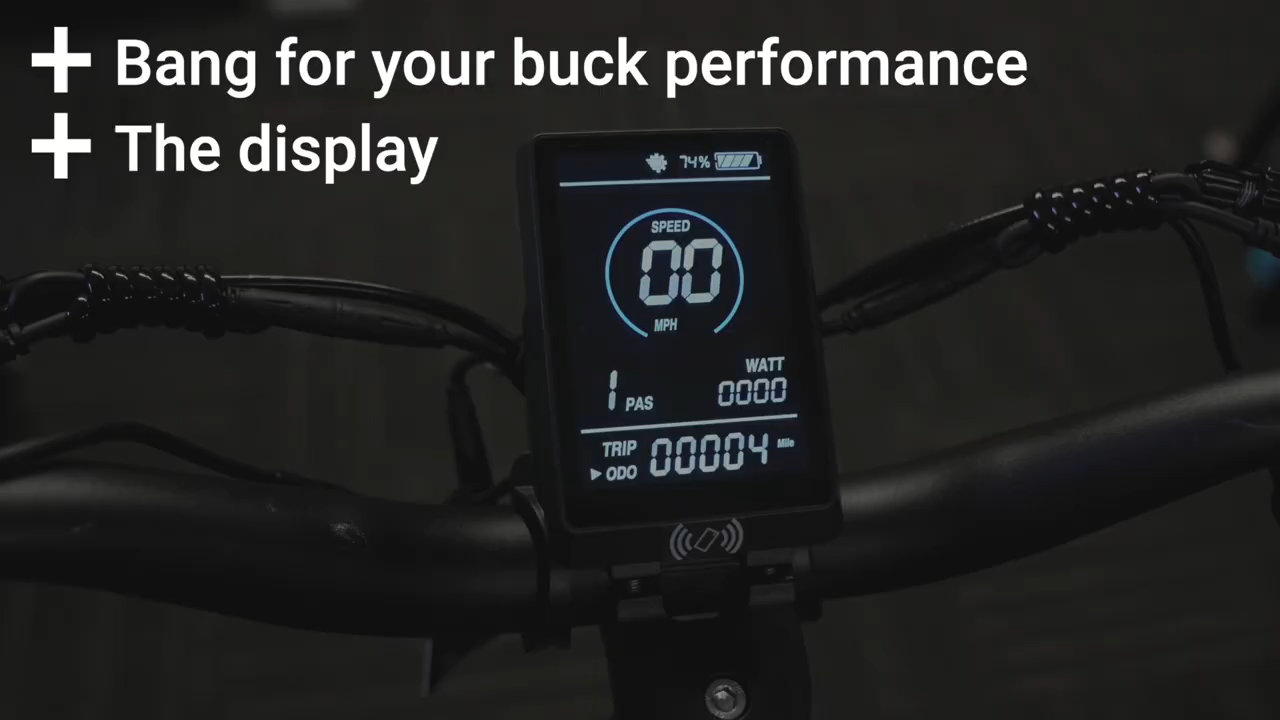 + Bang for your buck performance
+ The display
74%
SPEED
00
MPH
WATT
1 PAS 0000
TRIP
00004 Mile
▶ ODO